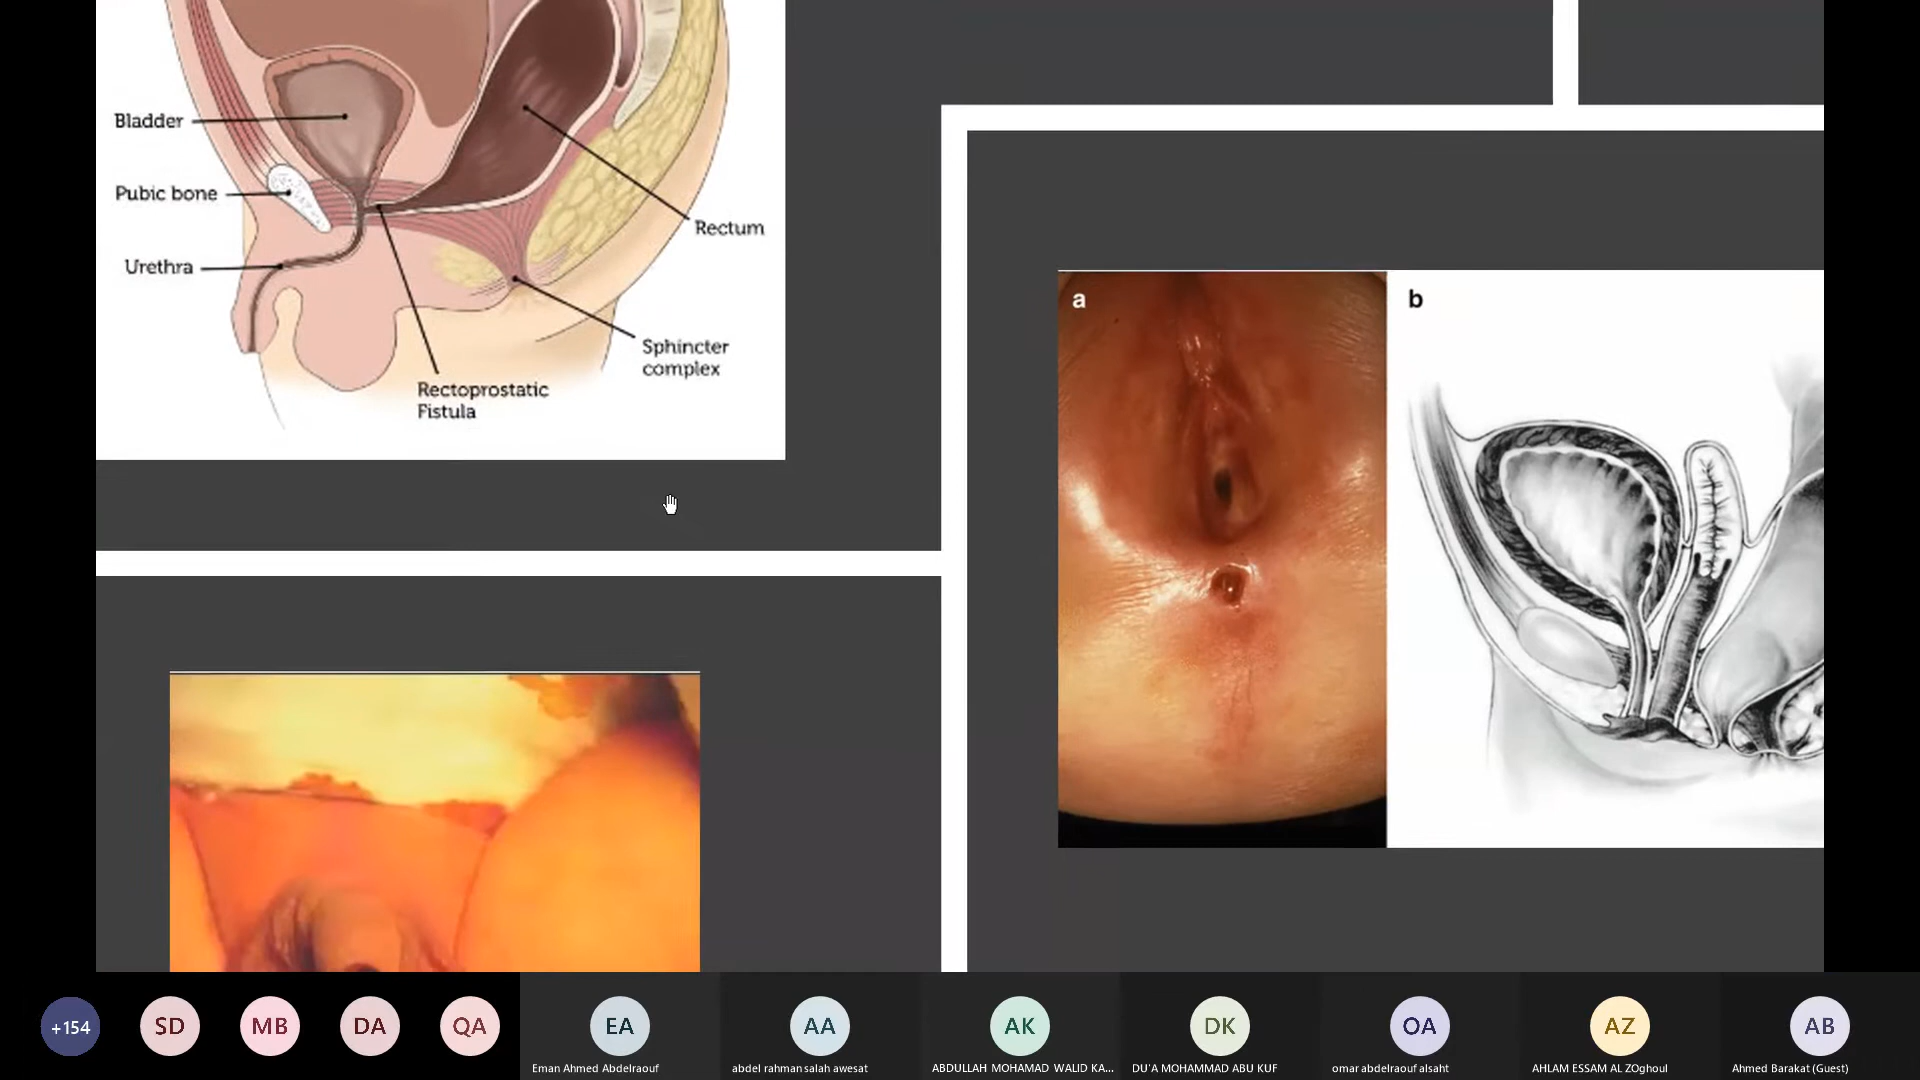 Bladder
Pubic bone
Urethra
Rectum
Sphincter
complex
Rectoprostatic
Fistula
a
b
+154
SD
MB
DA
QA
EA
AA
AK
DK
OA
AZ
AB
Eman Ahmed Abdelraouf
abdel rahman salah awesat
ABDULLAH MOHAMAD WALID KA...
DU'A MOHAMMAD ABU KUF
omar abdelraouf alsaht
AHLAM ESSAM AL ZOghoul
Ahmed Barakat (Guest)